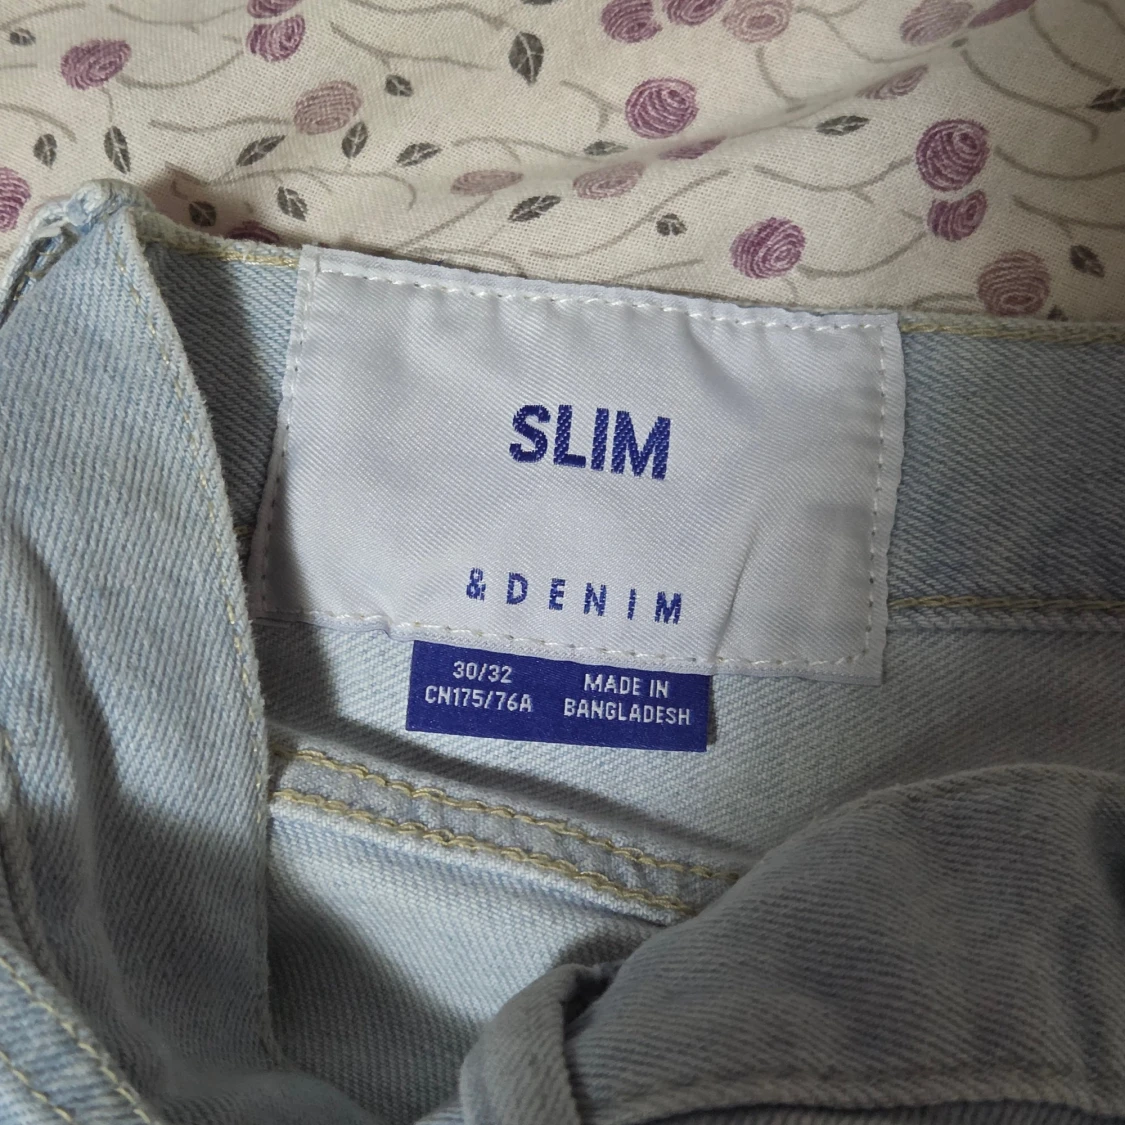 SLIM
& DENIM
30/32
CN175/76A
MADE IN
BANGLADESH